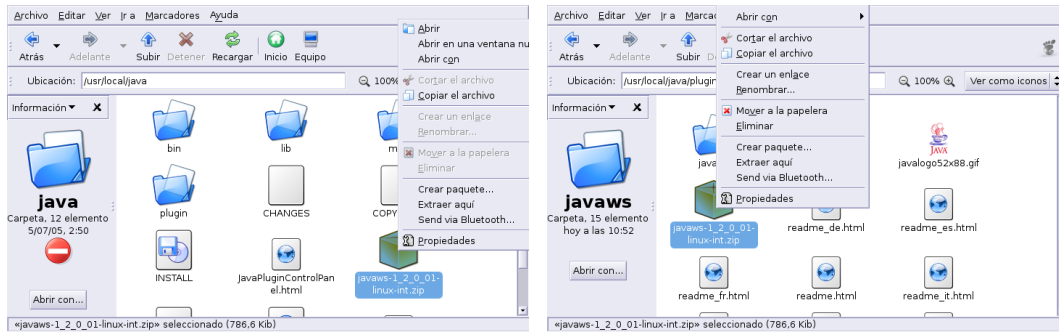 Archivo Editar Ver Ir a Marcadores Ayuda
Atrás Adelante Subir Detener Recargar Inicio Equipo
Ubicación: /usr/local/java 100%
Información
java
Carpeta, 12 elemento
5/07/05, 2:50
Abrir con...
bin
lib
m
plugin
CHANGES
COPY
INSTALL
JavaPluginControlPan
el.html
javaws-1_2_0_01-
linux-int.zip
Abrir
Abrir en una ventana nu
Abrir con
Cortar el archivo
Copiar el archivo
Crear un enlace
Renombrar...
Mover a la papelera
Eliminar
Crear paquete...
Extraer aquí
Send via Bluetooth...
Propiedades
«javaws-1_2_0_01-linux-int.zip» seleccionado (786,6 Kib)
Archivo Editar Ver Ir a Marcad
Atrás Adelante Subir D
Ubicación: /usr/local/java/plugin 100% Ver como iconos
Información
javaws
Carpeta, 15 elemento
hoy a las 10:52
Abrir con...
java
JAVA
javalogo52x88.gif
javaws-1_2_0_01-
linux-int.zip
readme_de.html
readme_es.html
readme_fr.html
readme_ht.html
readme_it.html
Abrir con
Cortar el archivo
Copiar el archivo
Crear un enlace
Renombrar...
Mover a la papelera
Eliminar
Crear paquete...
Extraer aquí
Send via Bluetooth...
Propiedades
«javaws-1_2_0_01-linux-int.zip» seleccionado (786,6 Kib)